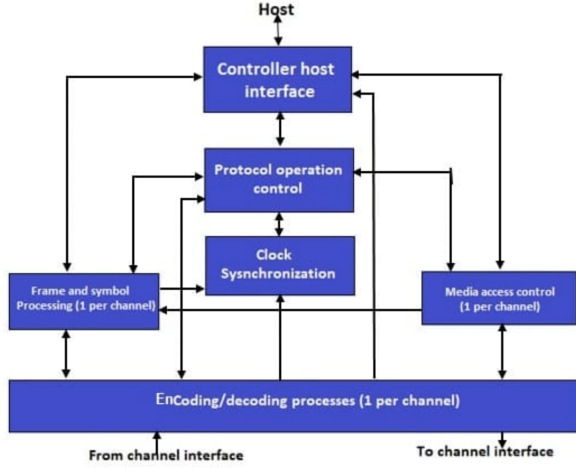 Host
Controller host
interface
Protocol operation
control
Clock
Sysnchronization
Frame and symbol
Processing (1 per channel)
Media access control
(1 per channel)
EnCoding/decoding processes (1 per channel)
From channel interface
To channel interface